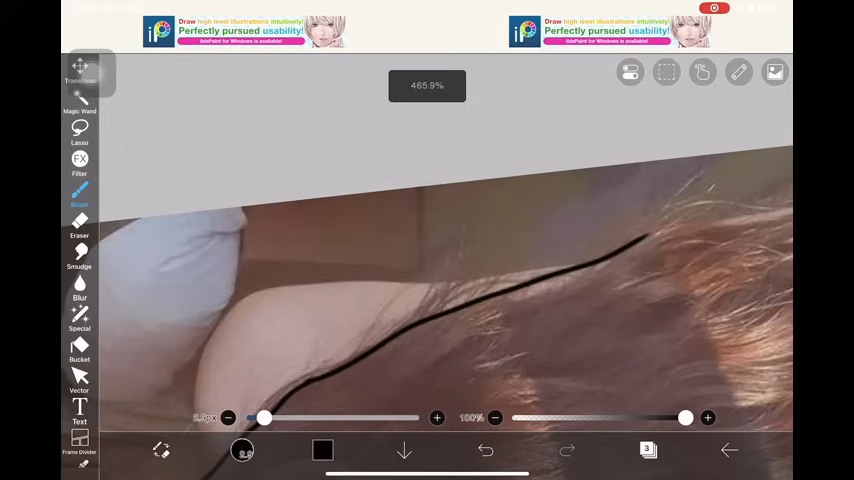 Draw high level illustrations intuitively!
Perfectly pursued usability!
ibisPaint for Windows is available!
Draw high level illustrations intuitively!
Perfectly pursued usability!
ibisPaint for Windows is available!
465.9%
Transform
Magic Wand
Lasso
FX
Filter
Brush
Eraser
Smudge
Blur
Special
Bucket
Vector
T
Text
Frame Divider
100%
2.9
3